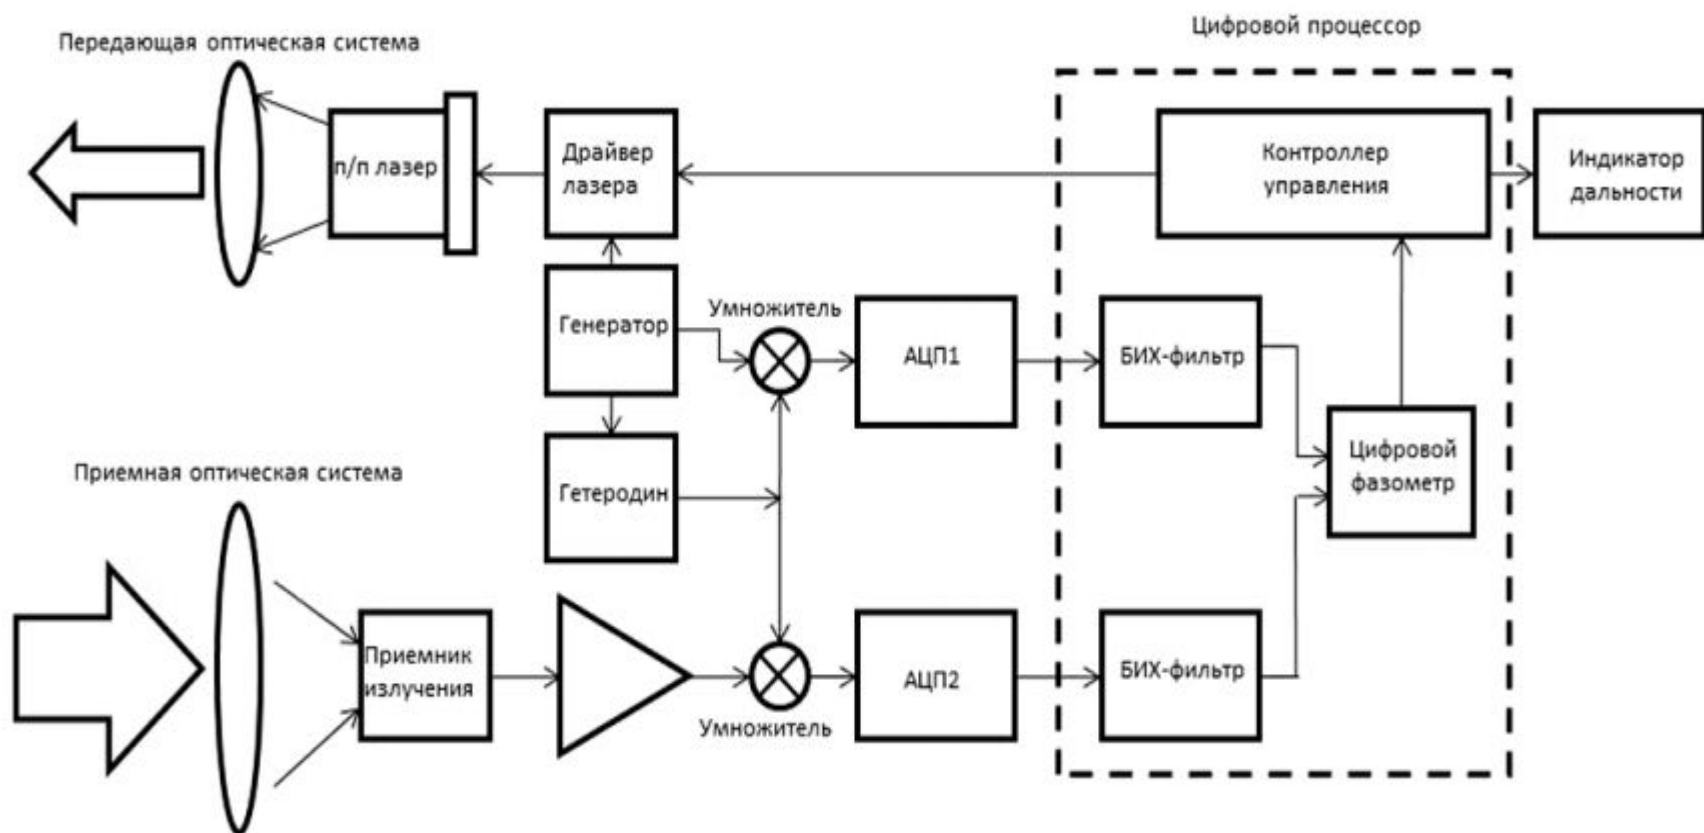 Передающая оптическая система
Цифровой процессор
п/п лазер
Драйвер
лазера
Контроллер
управления
Индикатор
дальности
Генератор
Умножитель
АЦП1
БИХ-фильтр
Цифровой
фазометр
Приемная оптическая система
Гетеродин
Приемник
излучения
Умножитель
АЦП2
БИХ-фильтр